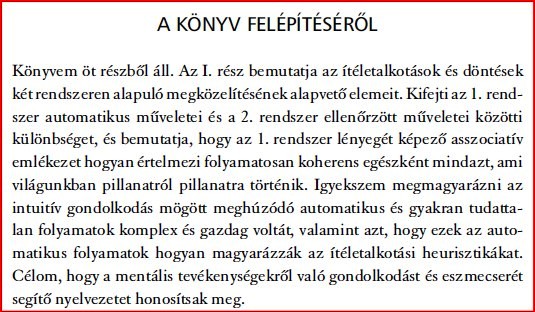 A KÖNYV FELÉPÍTÉSÉRŐL
Könyvem öt részből áll. Az I. rész bemutatja az ítéletalkotások és döntések
két rendszeren alapuló megközelítésének alapvető elemeit. Kifejti az 1. rend-
szer automatikus műveletei és a 2. rendszer ellenőrzött műveletei közötti
különbséget, és bemutatja, hogy az 1. rendszer lényegét képező asszociatív
emlékezet hogyan értelmezi folyamatosan koherens egészként mindazt, ami
világunkban pillanatról pillanatra történik. Igyekszem megmagyarázni az
intuitív gondolkodás mögött meghúzódó automatikus és gyakran tudatta-
lan folyamatok komplex és gazdag voltát, valamint azt, hogy ezek az auto-
matikus folyamatok hogyan magyarázzák az ítéletalkotási heurisztikákat.
Célom, hogy a mentális tevékenységekről való gondolkodást és eszmecserét
segítő nyelvezetet honosítsak meg.